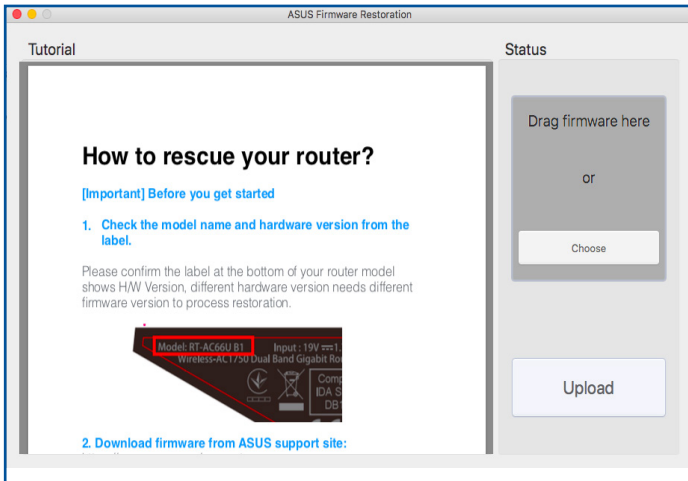 ASUS Firmware Restoration
Tutorial
Status
How to rescue your router?
[Important] Before you get started
1. Check the model name and hardware version from the
label.
Please confirm the label at the bottom of your router model
shows H/W Version, different hardware version needs different
firmware version to process restoration.
Model: RT-AC66U B1 Input : 19V
Wireless-AC1750 Dual Band Gigabit
IDA S
DB1
2. Download firmware from ASUS support site:
Drag firmware here
or
Choose
Upload